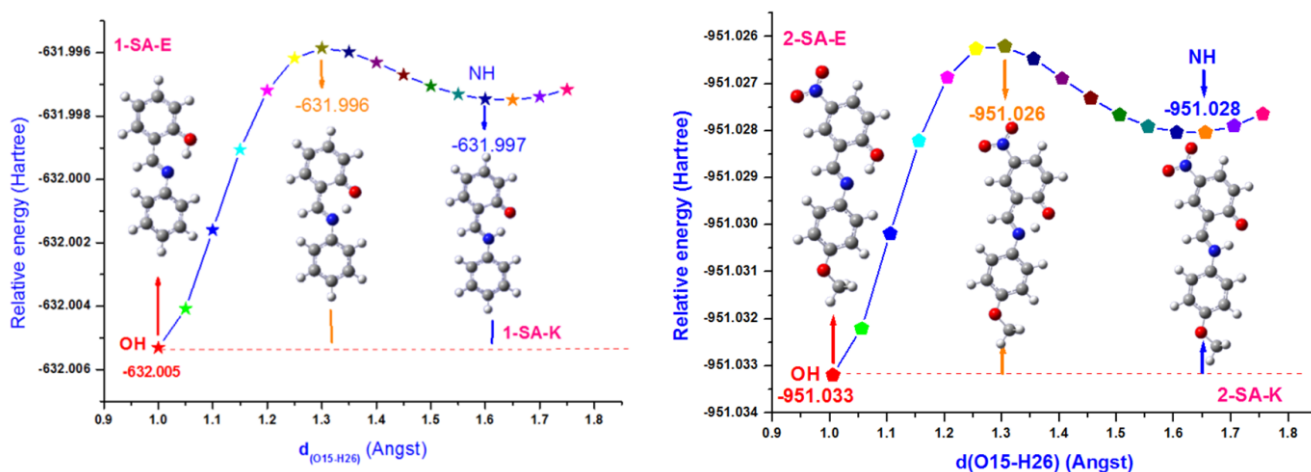 1-SA-E
-631.996
-631.998
-632.000
-632.002
-632.004
-632.006
Relative energy (Hartree)
NH
-631.996
-631.997
1-SA-K
OH
-632.005
0.9 1.0 1.1 1.2 1.3 1.4 1.5 1.6 1.7 1.8
d(O15-H26) (Angst)
2-SA-E
-951.026
-951.027
-951.028
-951.029
-951.030
-951.031
-951.032
-951.033
-951.034
Relative energy (Hartree)
NH
-951.026
-951.028
OH
-951.033
2-SA-K
0.9 1.0 1.1 1.2 1.3 1.4 1.5 1.6 1.7 1.8
d(O15-H26) (Angst)